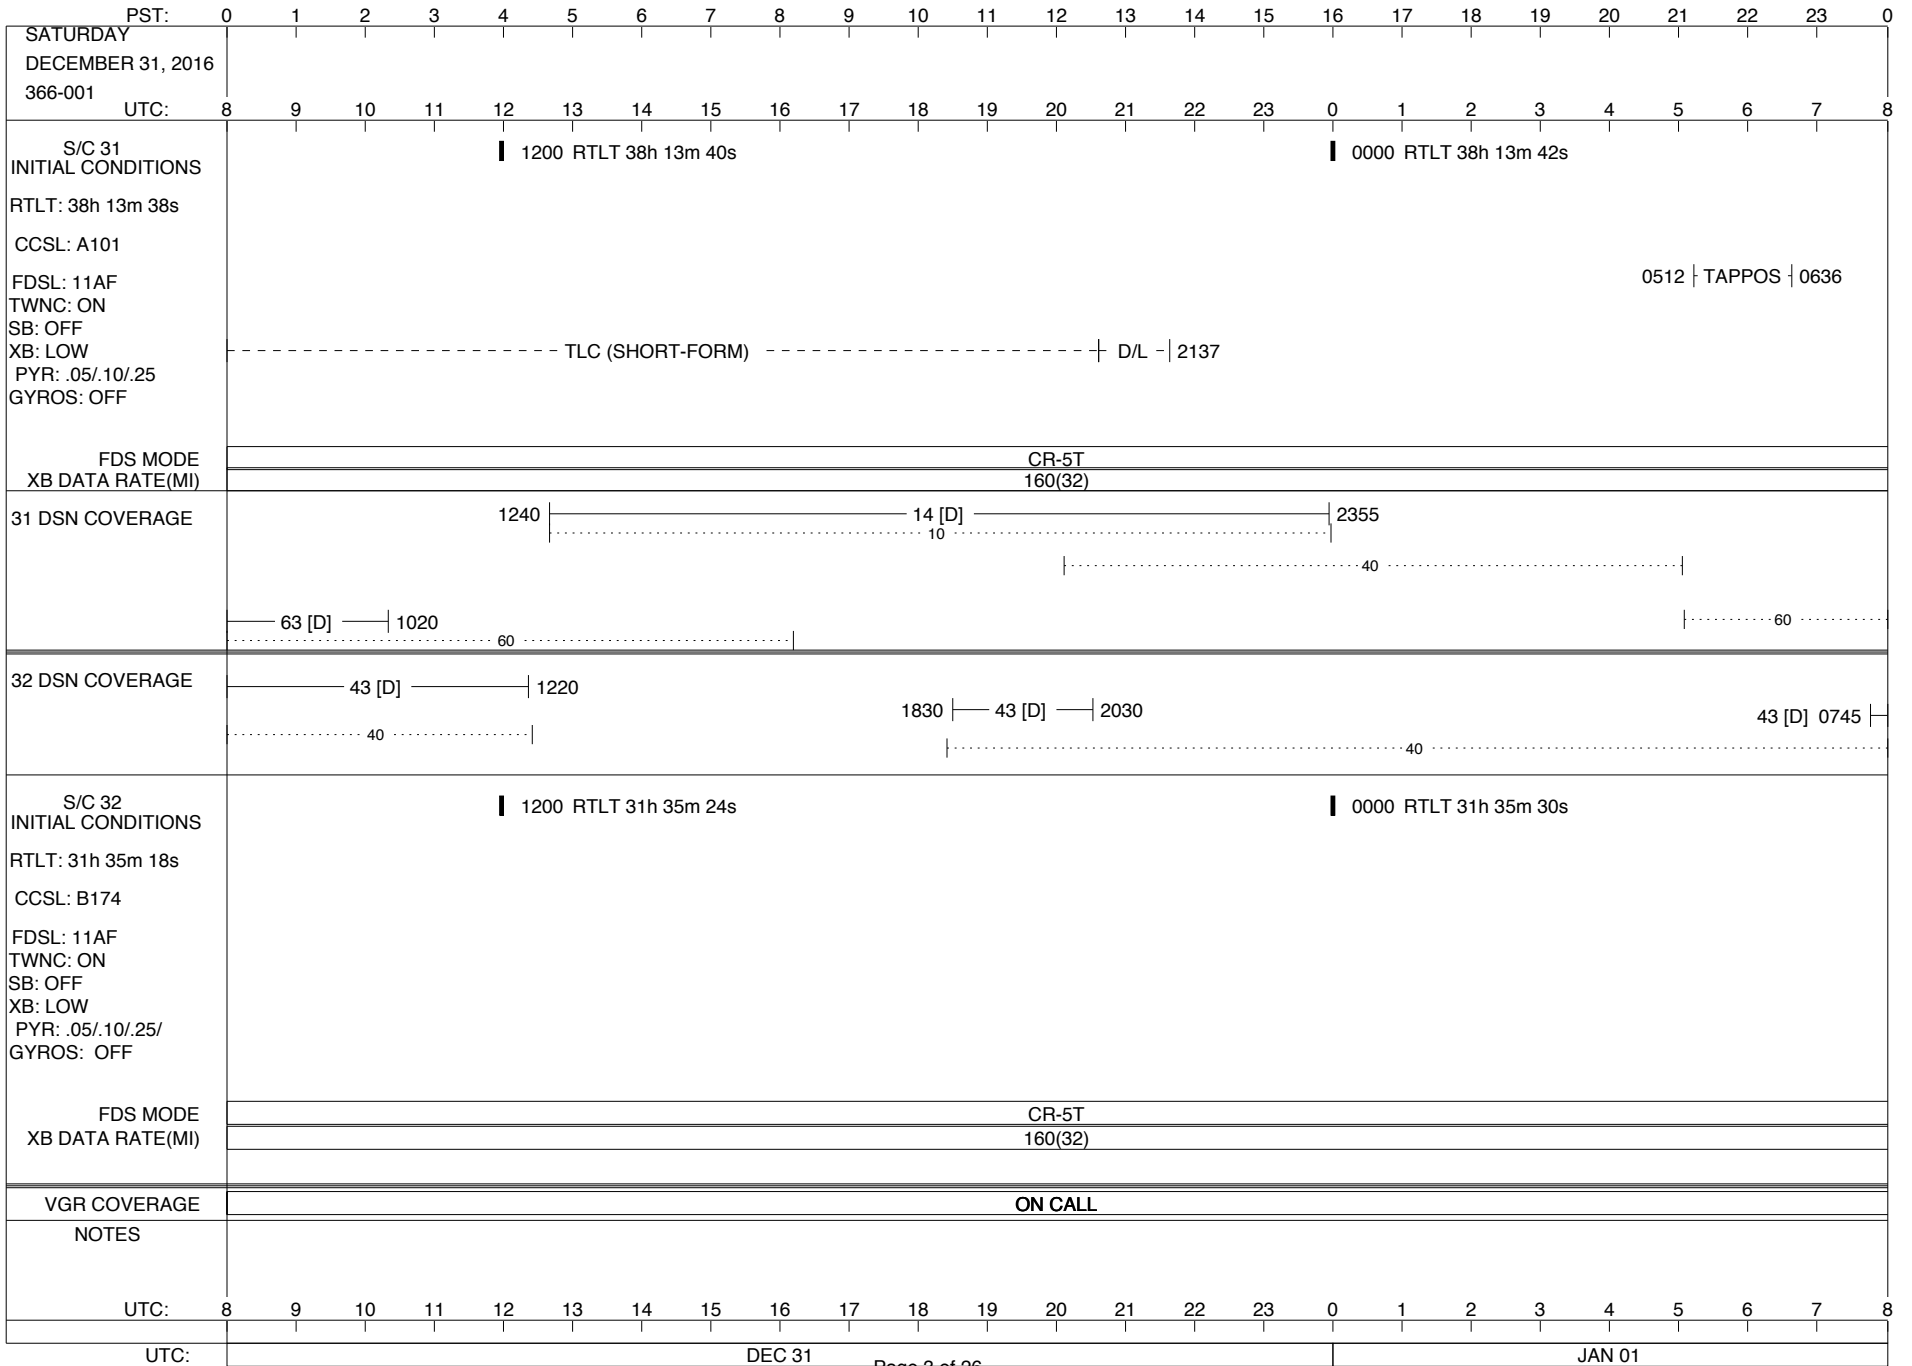 PST: 0 1 2 3 4 5 6 7 8 9 10 11 12 13 14 15 16 17 18 19 20 21 22 23 0
SATURDAY
DECEMBER 31, 2016
366-001
UTC: 8 9 10 11 12 13 14 15 16 17 18 19 20 21 22 23 0 1 2 3 4 5 6 7 8
S/C 31
INITIAL CONDITIONS
1200 RTLT 38h 13m 40s
0000 RTLT 38h 13m 42s
RTLT: 38h 13m 38s
CCSL: A101
FDSL: 11AF
0512 TAPPOS 0636
TWNC: ON
SB: OFF
XB: LOW
TLC (SHORT-FORM) D/L 2137
PYR: .05/.10/.25
GYROS: OFF
FDS MODE CR-5T
XB DATA RATE(MI) 160(32)
31 DSN COVERAGE
1240 14 [D] 2355
10
40
63 [D] 1020
60
60
32 DSN COVERAGE
43 [D] 1220
1830 43 [D] 2030
43 [D] 0745
40
40
S/C 32
INITIAL CONDITIONS
1200 RTLT 31h 35m 24s
0000 RTLT 31h 35m 30s
RTLT: 31h 35m 18s
CCSL: B174
FDSL: 11AF
TWNC: ON
SB: OFF
XB: LOW
PYR: .05/.10/.25/
GYROS: OFF
FDS MODE CR-5T
XB DATA RATE(MI) 160(32)
VGR COVERAGE ON CALL
NOTES
UTC: 8 9 10 11 12 13 14 15 16 17 18 19 20 21 22 23 0 1 2 3 4 5 6 7 8
UTC: DEC 31 JAN 01
Page 3 of 26